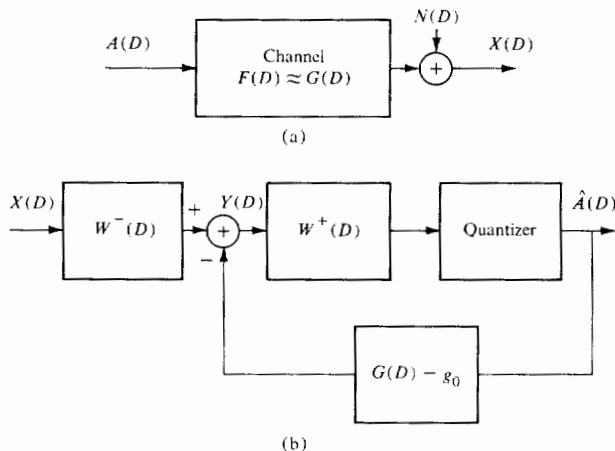 N(D)
A(D)
Channel
F(D) ≈ G(D)
X(D)
+
(a)
X(D)
W⁻(D)
+
Y(D)
+
−
W⁺(D)
Quantizer
Â(D)
G(D) − g₀
(b)